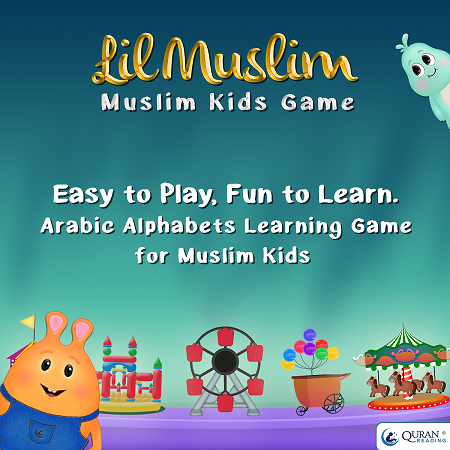 Lil Muslim
Muslim Kids Game
Easy to Play, Fun to Learn.
Arabic Alphabets Learning Game
for Muslim Kids
QURAN ®
READING